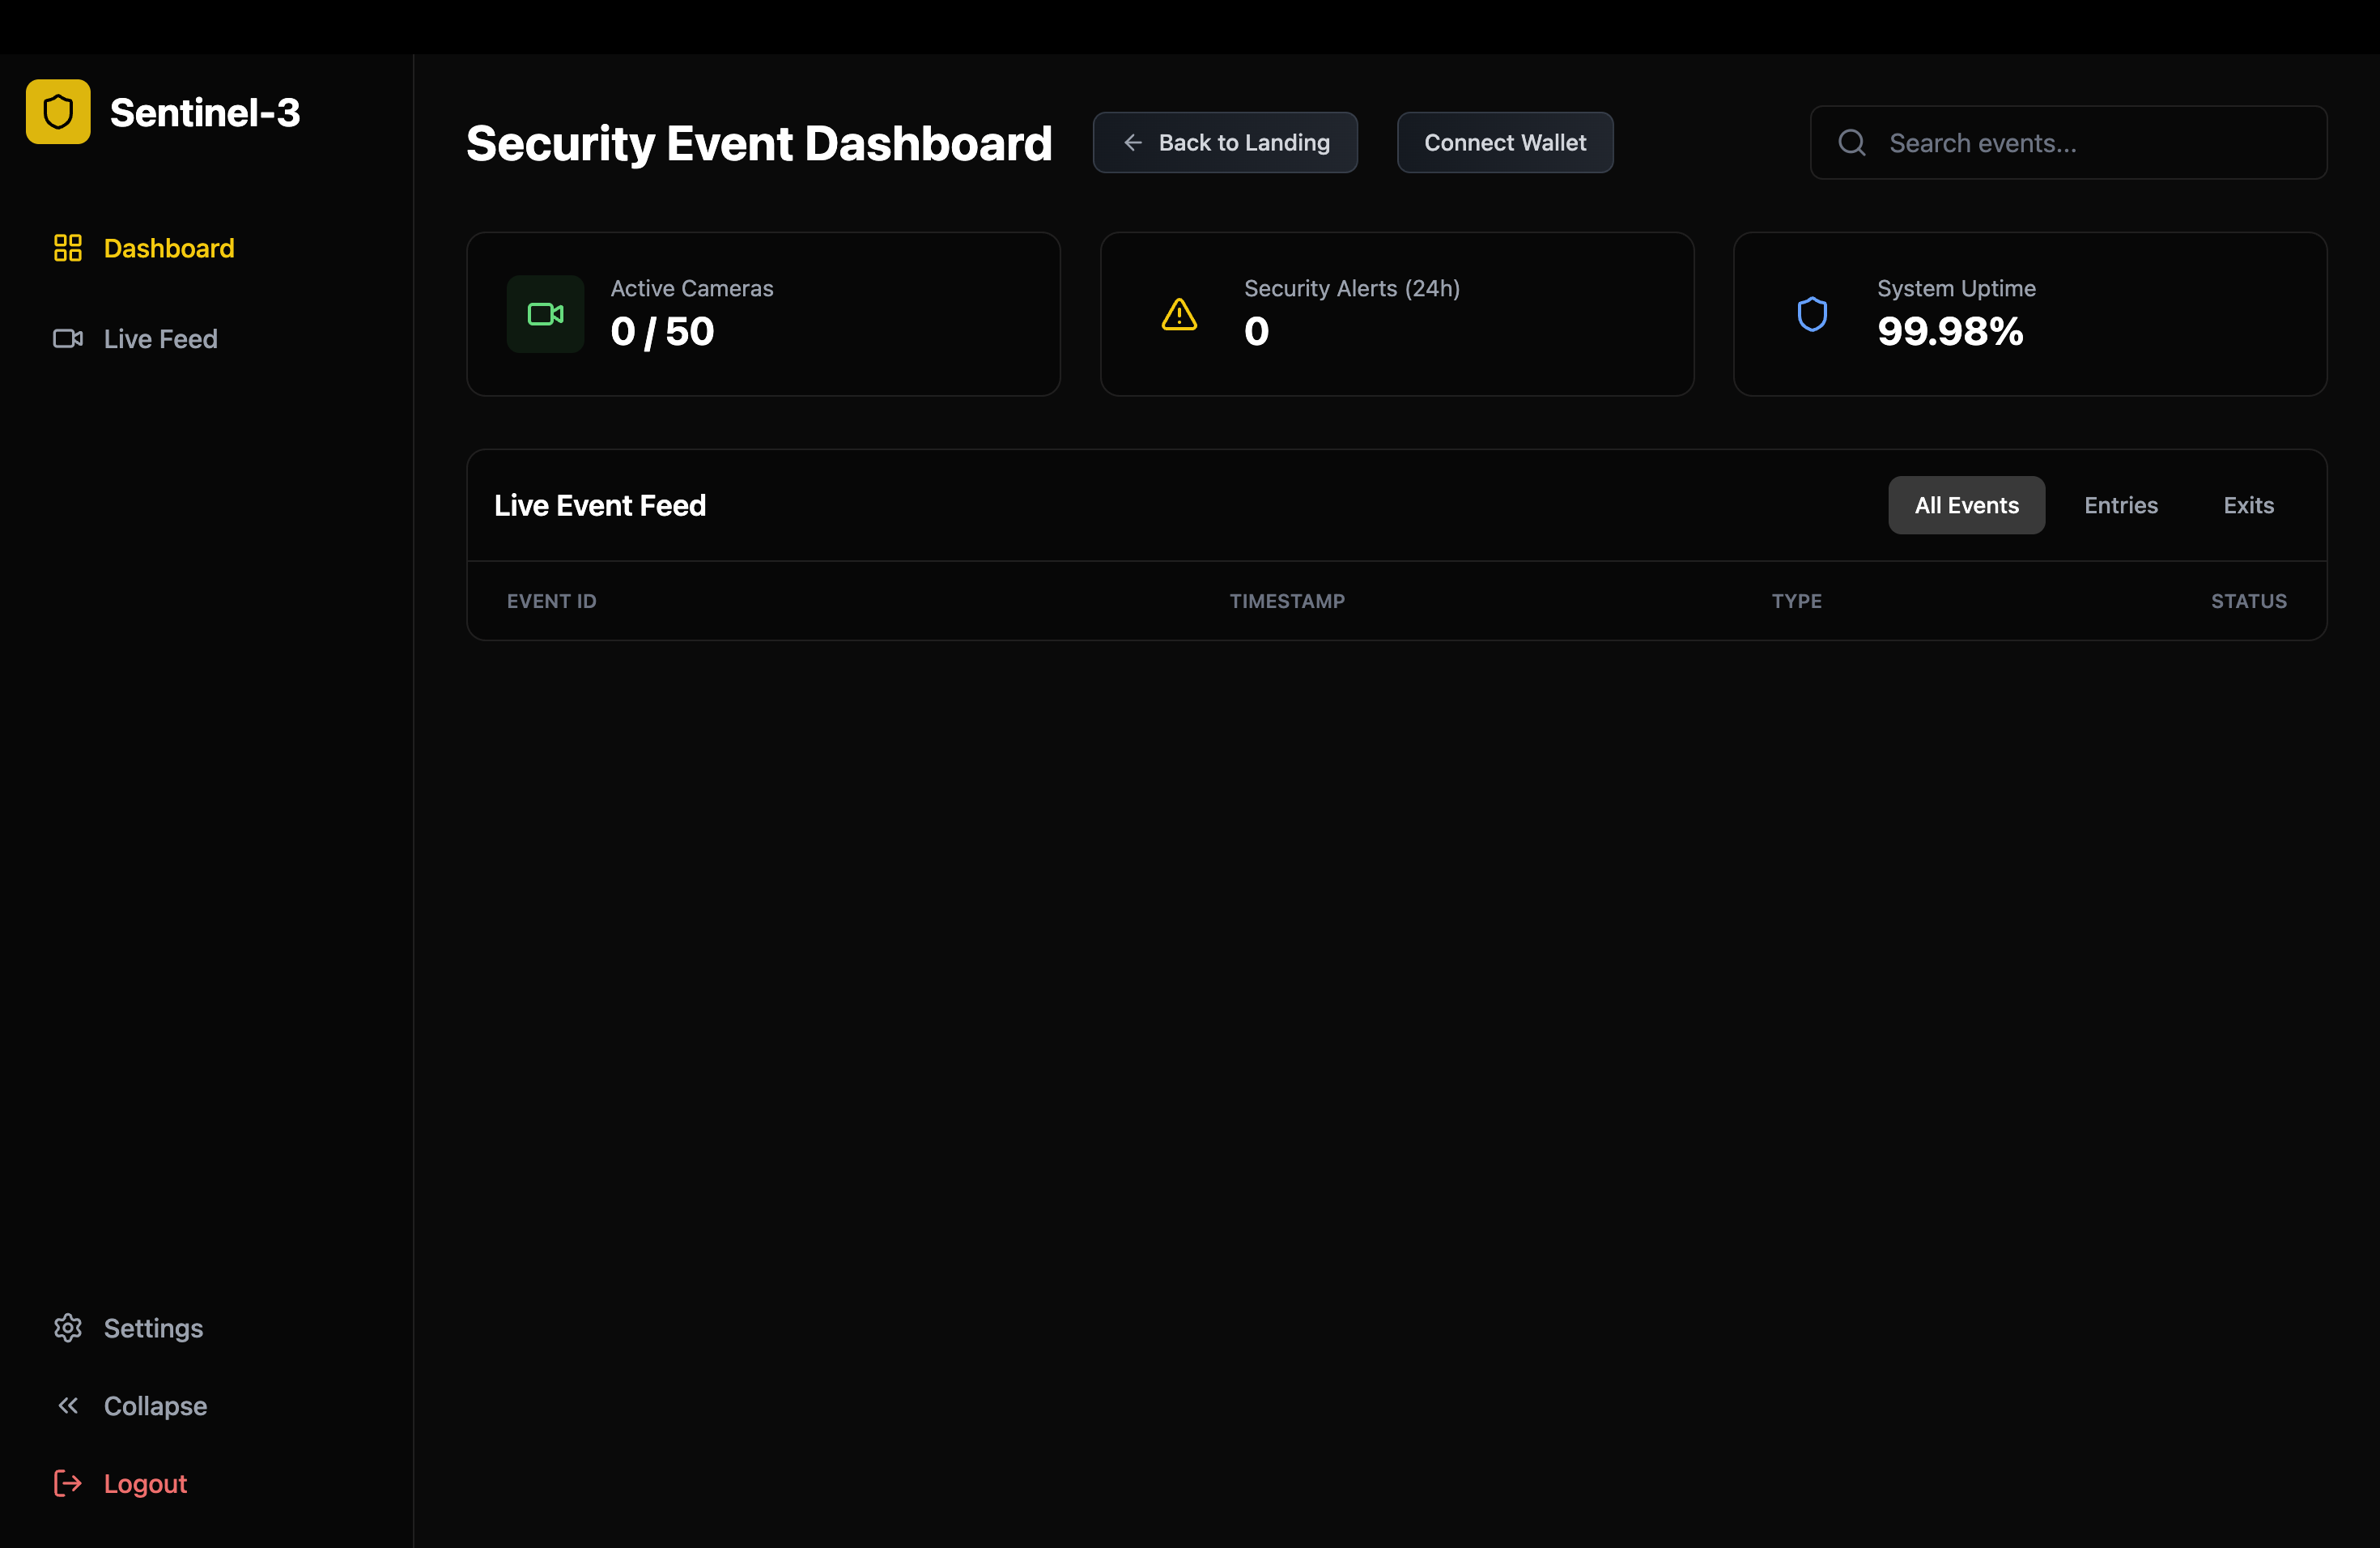 Sentinel-3
Dashboard
Live Feed
Settings
Collapse
Logout
Security Event Dashboard
Back to Landing
Connect Wallet
Search events...
Active Cameras
0 / 50
Security Alerts (24h)
0
System Uptime
99.98%
Live Event Feed
All Events
Entries
Exits
EVENT ID
TIMESTAMP
TYPE
STATUS